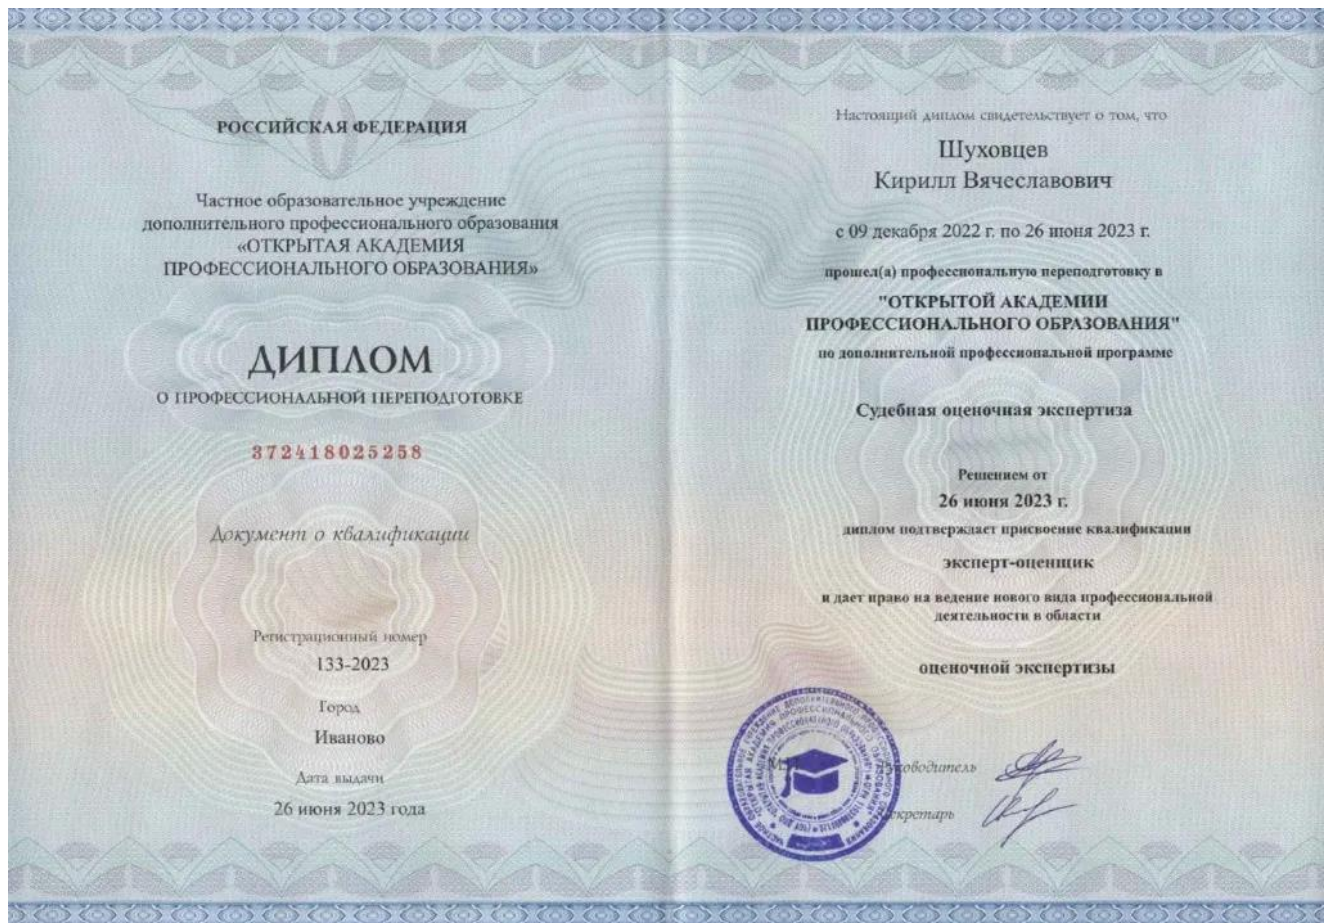 РОССИЙСКАЯ ФЕДЕРАЦИЯ
Частное образовательное учреждение
дополнительного профессионального образования
«ОТКРЫТАЯ АКАДЕМИЯ
ПРОФЕССИОНАЛЬНОГО ОБРАЗОВАНИЯ»
ДИПЛОМ
О ПРОФЕССИОНАЛЬНОЙ ПЕРЕПОДГОТОВКЕ
372418025258
Документ о квалификации
Регистрационный номер
133-2023
Город
Иваново
Дата выдачи
26 июня 2023 года
Настоящий диплом свидетельствует о том, что
Шуховцев
Кирилл Вячеславович
с 09 декабря 2022 г. по 26 июня 2023 г.
прошел(а) профессиональную переподготовку в
"ОТКРЫТОЙ АКАДЕМИИ
ПРОФЕССИОНАЛЬНОГО ОБРАЗОВАНИЯ"
по дополнительной профессиональной программе
Судебная оценочная экспертиза
Решением от
26 июня 2023 г.
диплом подтверждает присвоение квалификации
эксперт-оценщик
и дает право на ведение нового вида профессиональной
деятельности в области
оценочной экспертизы
М.П.
Руководитель
Секретарь